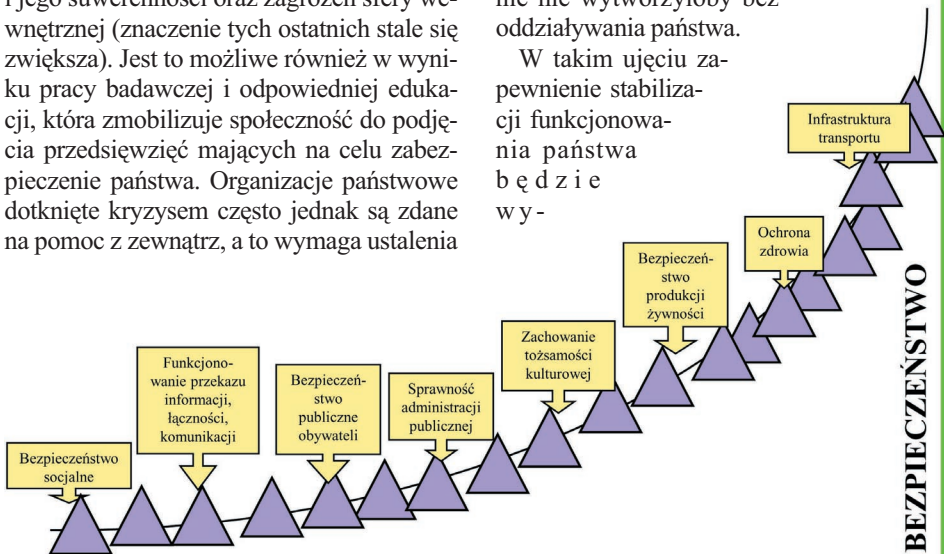 i jego suwerenności oraz zagrożeń sfery we-
wnętrznej (znaczenie tych ostatnich stale się
zwiększa). Jest to możliwe również w wyni-
ku pracy badawczej i odpowiedniej eduka-
cji, która zmobilizuje społeczność do podję-
cia przedsięwzięć mających na celu zabez-
pieczenie państwa. Organizacje państwowe
dotknięte kryzysem często jednak są zdane
na pomoc z zewnątrz, a to wymaga ustalenia
nie nie wytworzyłoby bez
oddziaływania państwa.
W takim ujęciu za-
pewnienie stabiliza-
cji funkcjonowa-
nia państwa
będzie
wy-
Bezpieczeństwo
socjalne
Funkcjono-
wanie przekazu
informacji,
łączności,
komunikacji
Bezpieczeń-
stwo
publiczne
obywateli
Sprawność
administracji
publicznej
Zachowanie
tożsamości
kulturowej
Bezpieczeń-
stwo
produkcji
żywności
Ochrona
zdrowia
Infrastruktura
transportu
BEZPIECZEŃSTWO